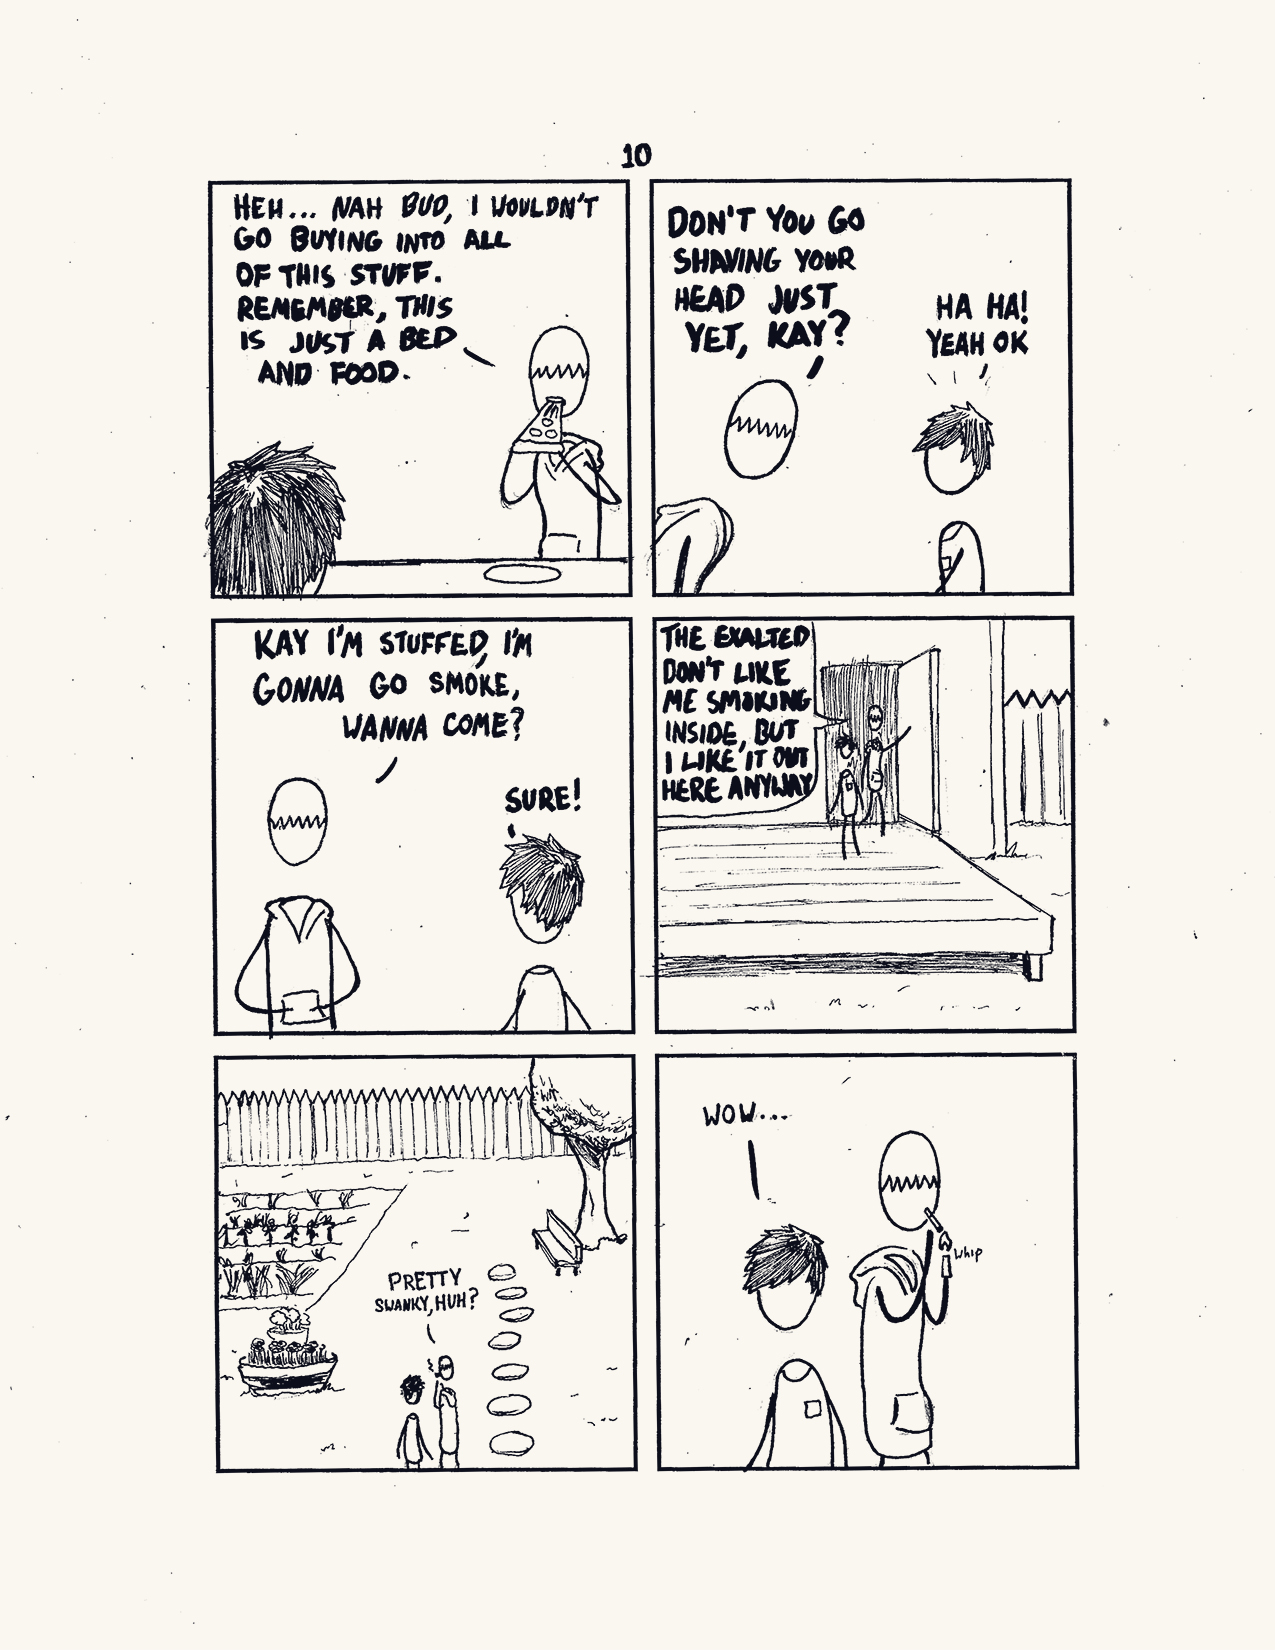 10
HEH... NAH BUD, I WOULDN'T
GO BUYING INTO ALL
OF THIS STUFF.
REMEMBER, THIS
IS JUST A BED
AND FOOD.
DON'T YOU GO
SHAVING YOUR
HEAD JUST
YET, KAY?
HA HA!
YEAH OK
KAY I'M STUFFED, I'M
GONNA GO SMOKE,
WANNA COME?
SURE!
THE EXALTED
DON'T LIKE
ME SMOKING
INSIDE, BUT
I LIKE IT OUT
HERE ANYWAY
PRETTY
SWANKY, HUH?
WOW...
whip